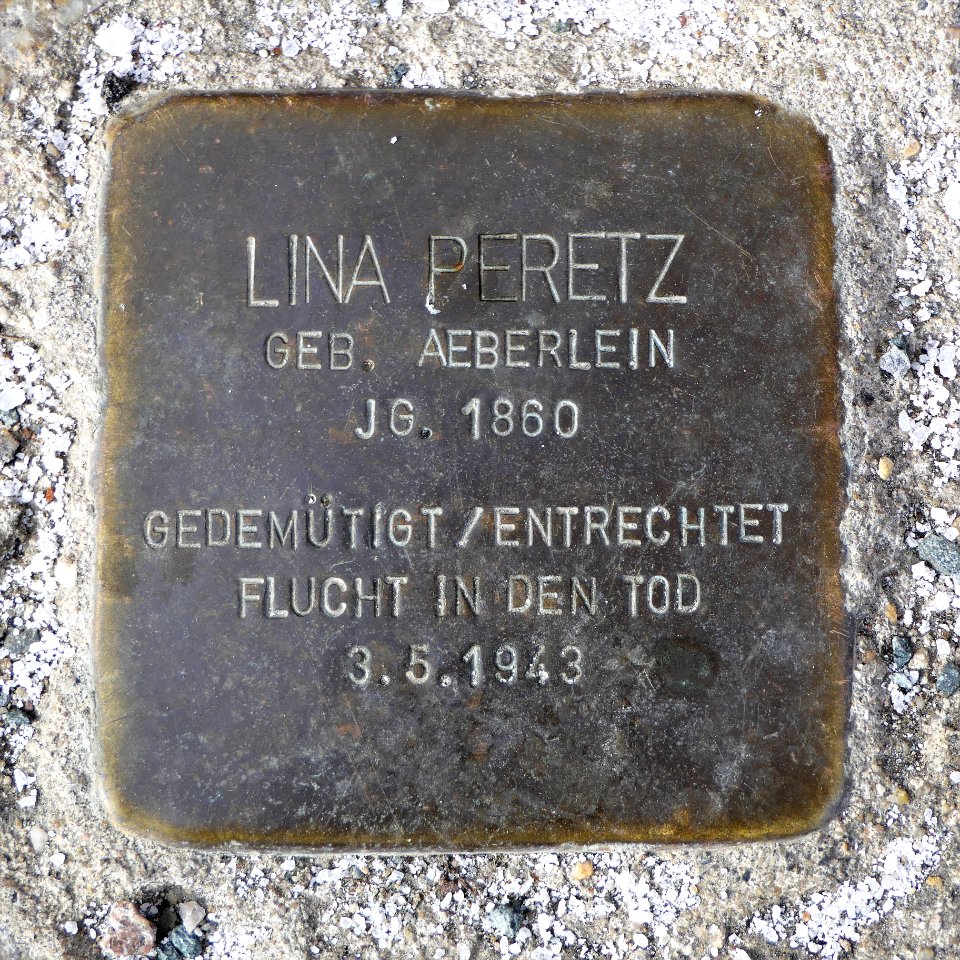 LINA PERETZ
GEB. AEBERLEIN
JG. 1860
GEDEMÜTIGT/ENTRECHTET
FLUCHT IN DEN TOD
3.5.1943